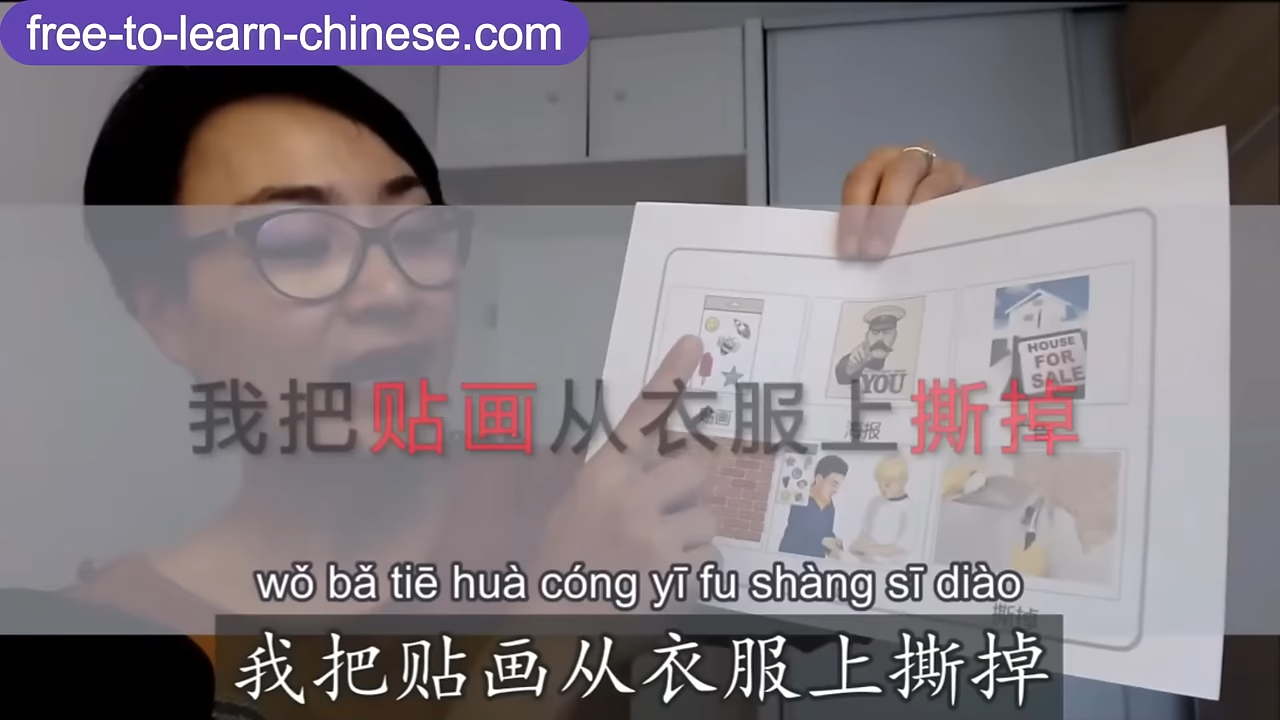 free-to-learn-chinese.com
HOUSE
FOR
SALE
YOU
贴画
海报
我把贴画从衣服上撕掉
撕掉
wǒ bǎ tiē huà cóng yī fu shàng sī diào
我把贴画从衣服上撕掉